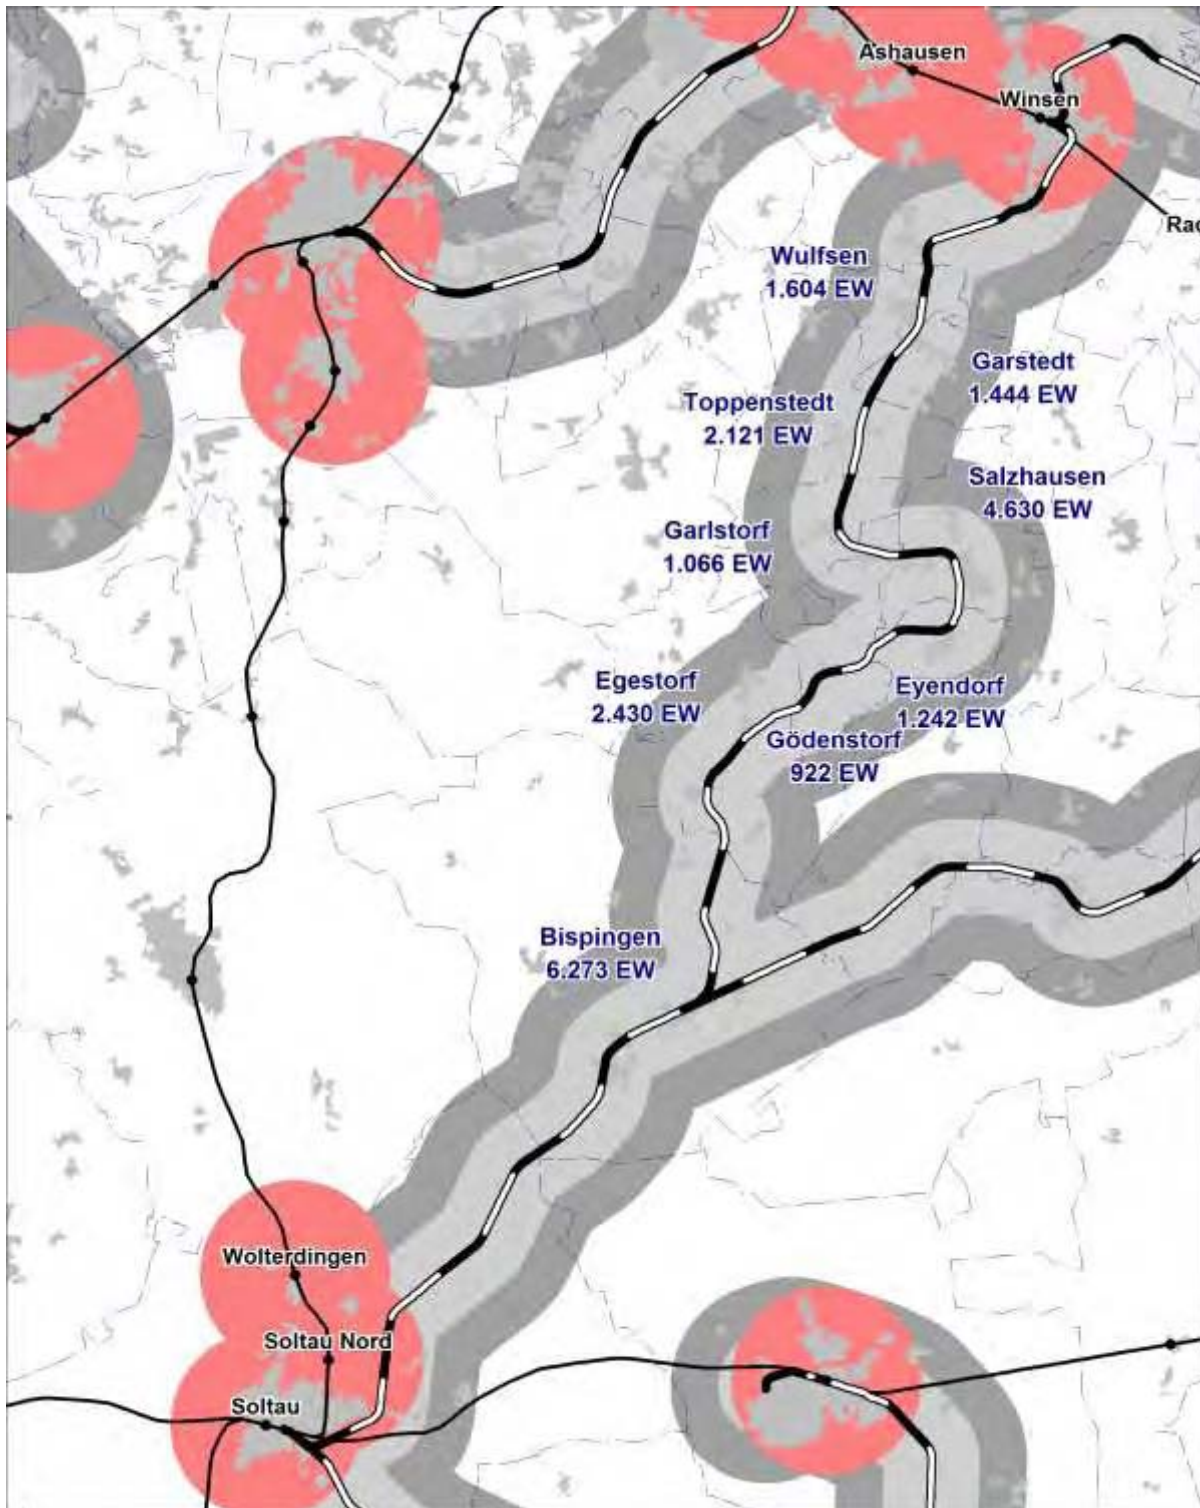 Ashausen
Winsen
Rac
Wulfsen
1.604 EW
Garstedt
1.444 EW
Toppenstedt
2.121 EW
Salzhausen
4.630 EW
Garlstorf
1.066 EW
Egestorf
2.430 EW
Eyendorf
1.242 EW
Gödenstorf
922 EW
Bispingen
6.273 EW
Wolterdingen
Soltau Nord
Soltau